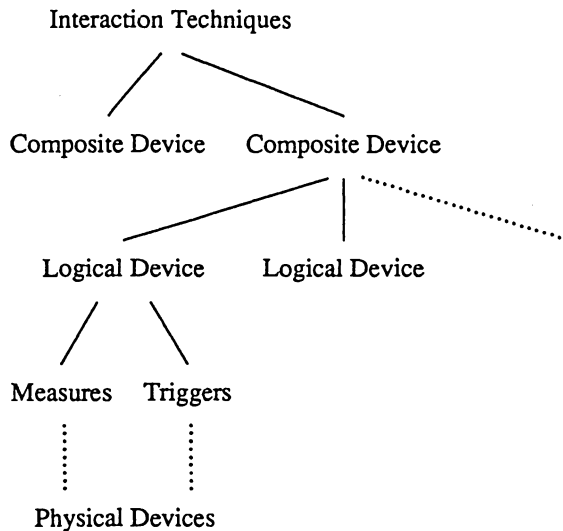 Interaction Techniques
Composite Device Composite Device
Logical Device Logical Device
Measures Triggers
Physical Devices